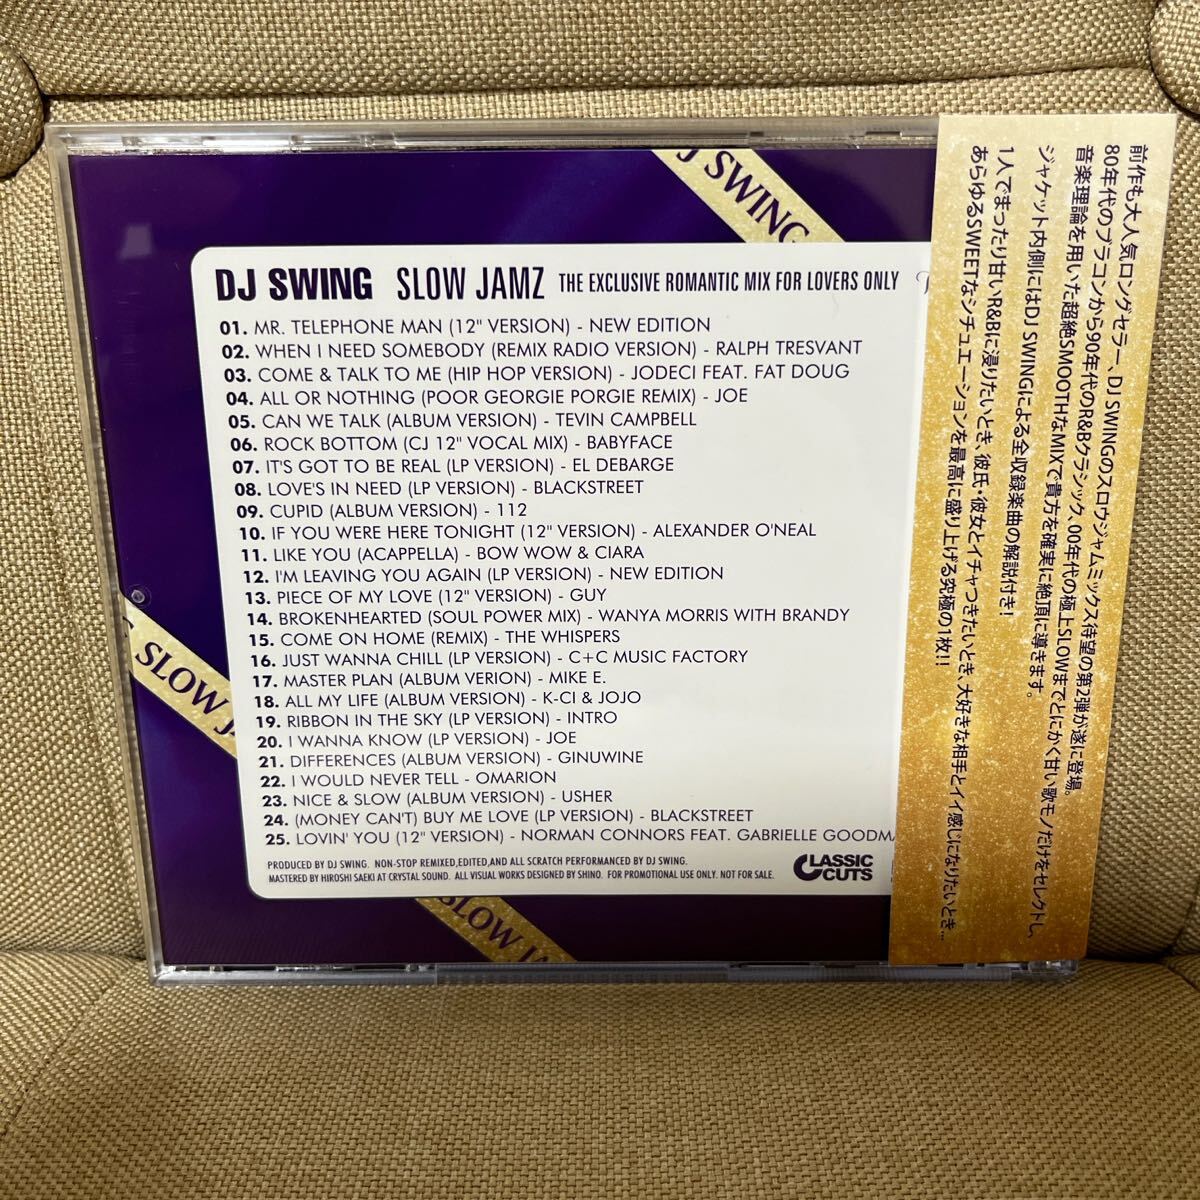 J SWING
DJ SWING SLOW JAMZ THE EXCLUSIVE ROMANTIC MIX FOR LOVERS ONLY
01. MR. TELEPHONE MAN (12" VERSION) - NEW EDITION
02. WHEN I NEED SOMEBODY (REMIX RADIO VERSION) - RALPH TRESVANT
03. COME & TALK TO ME (HIP HOP VERSION) - JODECI FEAT. FAT DOUG
04. ALL OR NOTHING (POOR GEORGIE PORGIE REMIX) - JOE
05. CAN WE TALK (ALBUM VERSION) - TEVIN CAMPBELL
06. ROCK BOTTOM (CJ 12" VOCAL MIX) - BABYFACE
07. IT'S GOT TO BE REAL (LP VERSION) - EL DEBARGE
08. LOVE'S IN NEED (LP VERSION) - BLACKSTREET
09. CUPID (ALBUM VERSION) - 112
10. IF YOU WERE HERE TONIGHT (12" VERSION) - ALEXANDER O'NEAL
11. LIKE YOU (ACAPPELLA) - BOW WOW & CIARA
12. I'M LEAVING YOU AGAIN (LP VERSION) - NEW EDITION
13. PIECE OF MY LOVE (12" VERSION) - GUY
14. BROKENHEARTED (SOUL POWER MIX) - WANYA MORRIS WITH BRANDY
15. COME ON HOME (REMIX) - THE WHISPERS
16. JUST WANNA CHILL (LP VERSION) - C+C MUSIC FACTORY
17. MASTER PLAN (ALBUM VERION) - MIKE E.
18. ALL MY LIFE (ALBUM VERSION) - K-CI & JOJO
19. RIBBON IN THE SKY (LP VERSION) - INTRO
20. I WANNA KNOW (LP VERSION) - JOE
21. DIFFERENCES (ALBUM VERSION) - GINUWINE
22. I WOULD NEVER TELL - OMARION
23. NICE & SLOW (ALBUM VERSION) - USHER
24. (MONEY CAN'T) BUY ME LOVE (LP VERSION) - BLACKSTREET
25. LOVIN' YOU (12" VERSION) - NORMAN CONNORS FEAT. GABRIELLE GOODMA
PRODUCED BY DJ SWING. NON-STOP REMIXED,EDITED,AND ALL SCRATCH PERFORMANCED BY DJ SWING.
MASTERED BY HIROSHI SAEKI AT CRYSTAL SOUND. ALL VISUAL WORKS DESIGNED BY SHINO. FOR PROMOTIONAL USE ONLY. NOT FOR SALE.
CLASSIC
CUTS
SLOW JA
SLOW JA
前作も大人気ロングセラー、DJ SWINGのスロウジャムミックス待望の第2弾が遂に登場。
80年代のブラコンから90年代のR&Bクラシック、00年代の極上SLOWまでとにかく甘い歌モノだけをセレクトし、
音楽理論を用いた超絶SMOOTHなMIXで貴方を確実に絶頂に導きます。
ジャケット内側にはDJ SWINGによる全収録楽曲の解説付き!
1人でまったり甘いR&Bに浸りたいとき、彼氏・彼女とイチャつきたいとき、大好きな相手とイイ感じになりたいとき…
あらゆるSWEETなシチュエーションを最高に盛り上げる究極の1枚!!